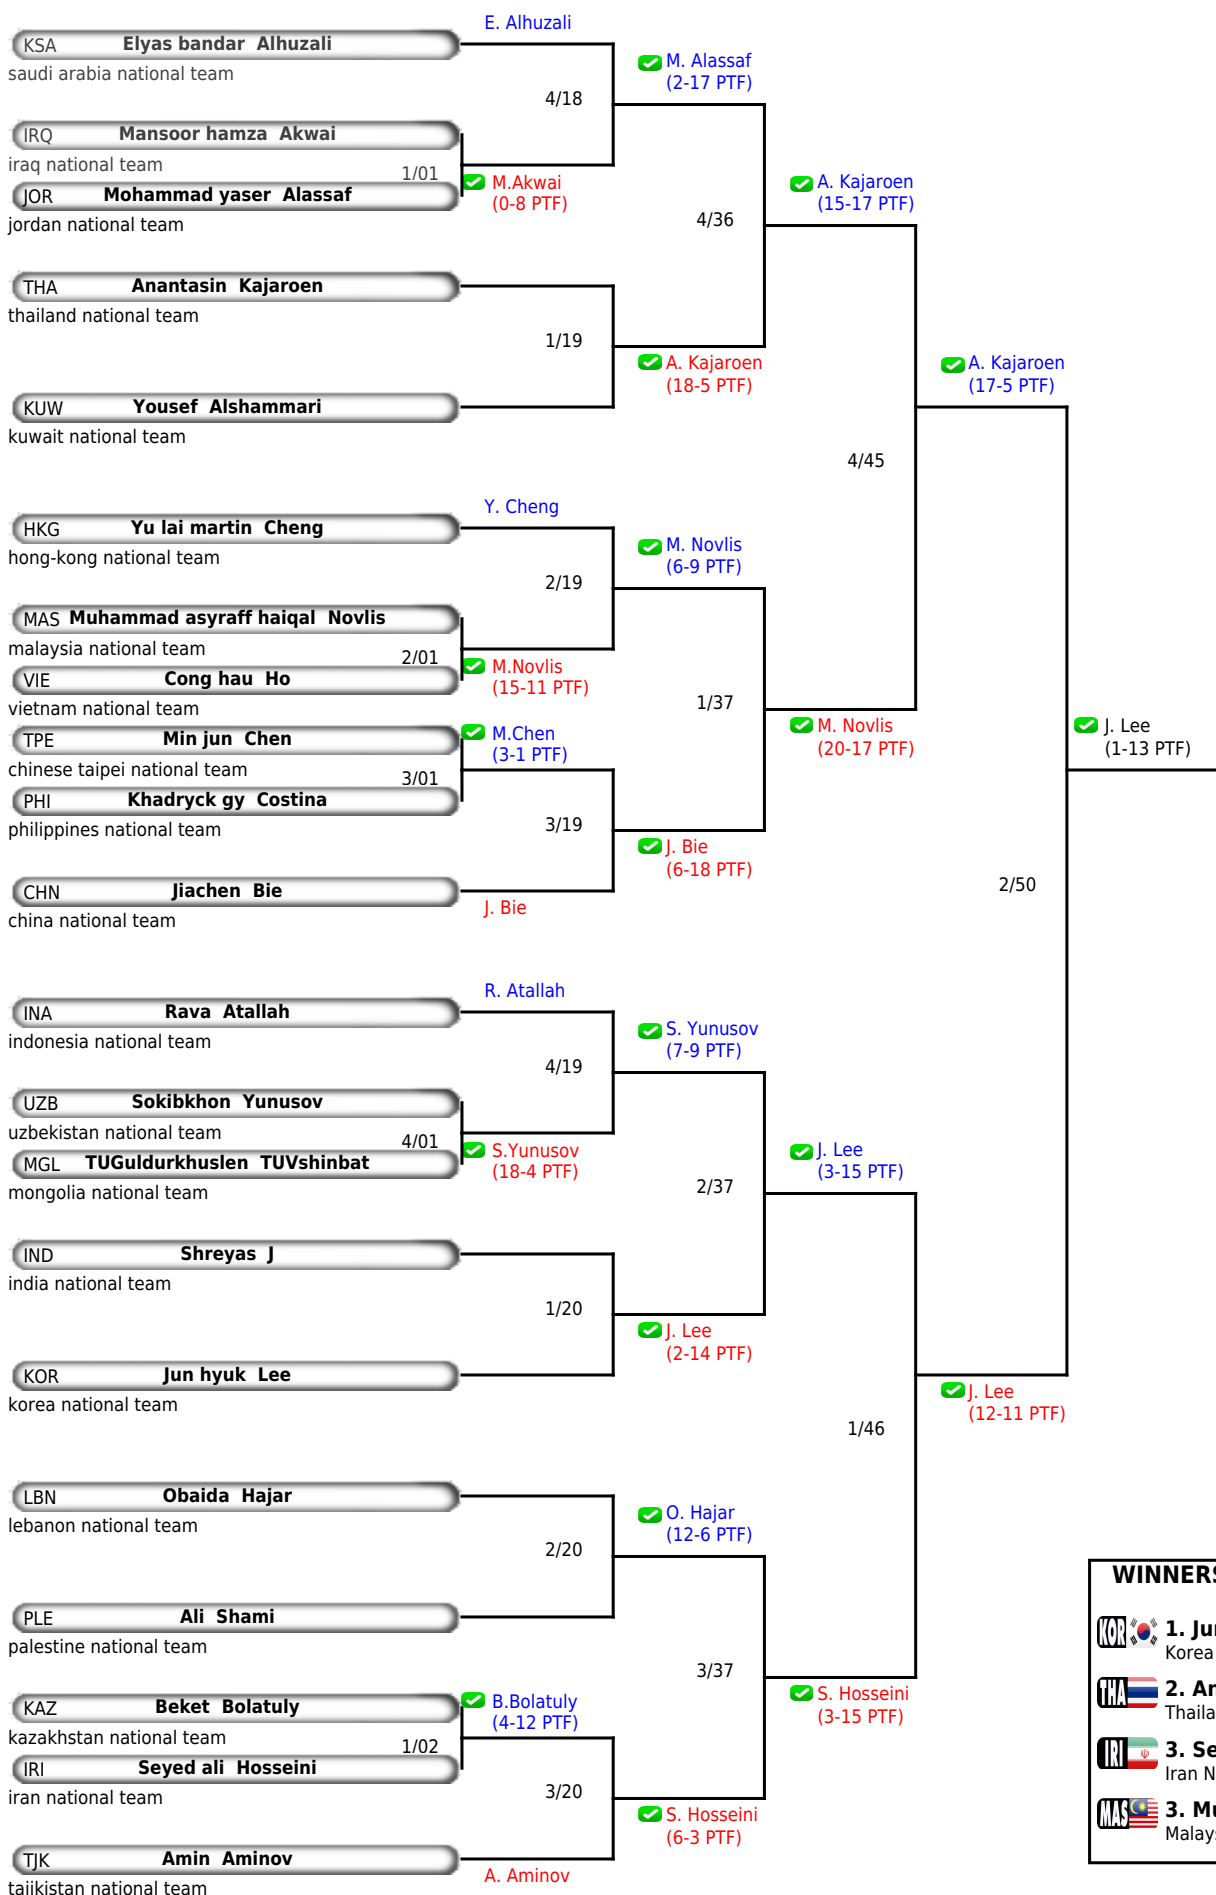 E. Alhuzali
KSA Elyas bandar Alhuzali
saudi arabia national team
M. Alassaf
(2-17 PTF)
4/18
IRQ Mansoor hamza Akwai
iraq national team
1/01
JOR Mohammad yaser Alassaf
jordan national team
M.Akwai
(0-8 PTF)
A. Kajaroen
(15-17 PTF)
4/36
THA Anantasin Kajaroen
thailand national team
1/19
A. Kajaroen
(18-5 PTF)
A. Kajaroen
(17-5 PTF)
KUW Yousef Alshammari
kuwait national team
4/45
Y. Cheng
HKG Yu lai martin Cheng
hong-kong national team
M. Novlis
(6-9 PTF)
2/19
MAS Muhammad asyraff haiqal Novlis
malaysia national team
2/01
VIE Cong hau Ho
vietnam national team
M.Novlis
(15-11 PTF)
1/37
M. Novlis
(20-17 PTF)
J. Lee
(1-13 PTF)
TPE Min jun Chen
chinese taipei national team
3/01
M.Chen
(3-1 PTF)
PHI Khadryck gy Costina
philippines national team
3/19
J. Bie
(6-18 PTF)
CHN Jiachen Bie
china national team
J. Bie
2/50
R. Atallah
INA Rava Atallah
indonesia national team
S. Yunusov
(7-9 PTF)
4/19
UZB Sokibkhon Yunusov
uzbekistan national team
4/01
MGL TUGuldurkhuslen TUVshinbat
mongolia national team
S.Yunusov
(18-4 PTF)
J. Lee
(3-15 PTF)
2/37
IND Shreyas J
india national team
1/20
J. Lee
(2-14 PTF)
KOR Jun hyuk Lee
korea national team
J. Lee
(12-11 PTF)
1/46
LBN Obaida Hajar
lebanon national team
O. Hajar
(12-6 PTF)
2/20
PLE Ali Shami
palestine national team
3/37
S. Hosseini
(3-15 PTF)
KAZ Beket Bolatuly
kazakhstan national team
1/02
B.Bolatuly
(4-12 PTF)
IRI Seyed ali Hosseini
iran national team
3/20
S. Hosseini
(6-3 PTF)
TJK Amin Aminov
tajikistan national team
A. Aminov
WINNERS
KOR 1. Jun
Korea
THA 2. An
Thaila
IRI 3. Se
Iran N
MAS 3. Mu
Malays